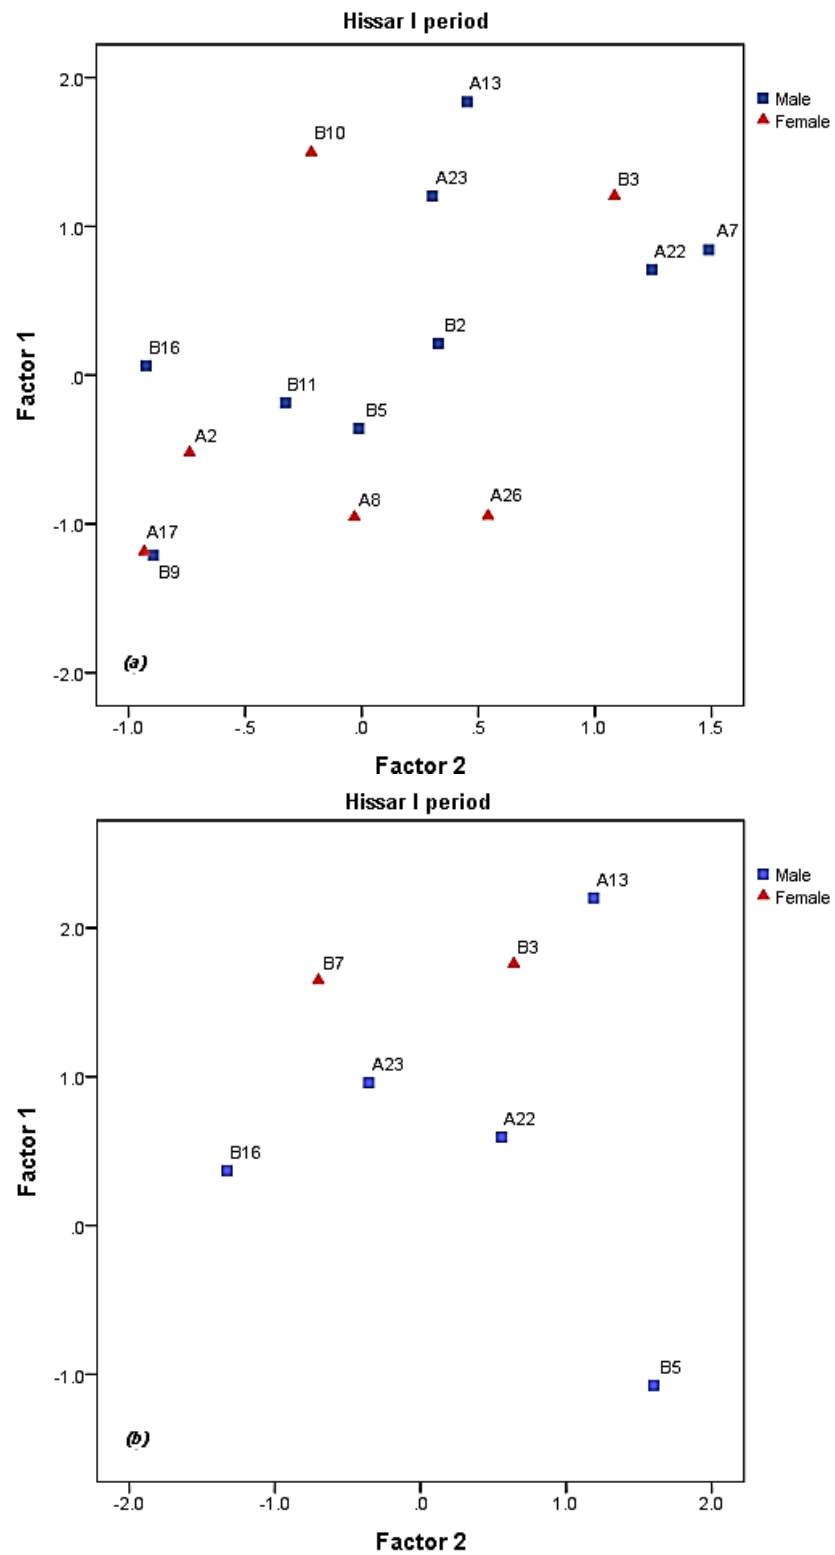 Hissar I period
2.0
1.0
.0
-1.0
-2.0
Factor 1
A13
B10
A23
B3
A7
A22
B2
B16
B11
B5
A2
A8
A26
A17
B9
(a)
Male
Female
-1.0 -.5 .0 .5 1.0 1.5
Factor 2
Hissar I period
2.0
1.0
.0
-1.0
Factor 1
A13
B3
B7
A23
A22
B16
B5
(b)
Male
Female
-2.0 -1.0 .0 1.0 2.0
Factor 2